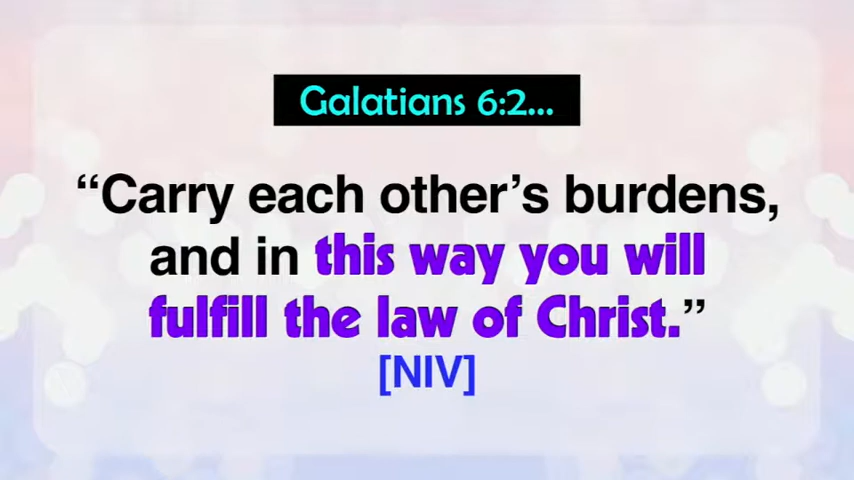 Galatians 6:2...
“Carry each other’s burdens,
and in this way you will
fulfill the law of Christ.”
[NIV]